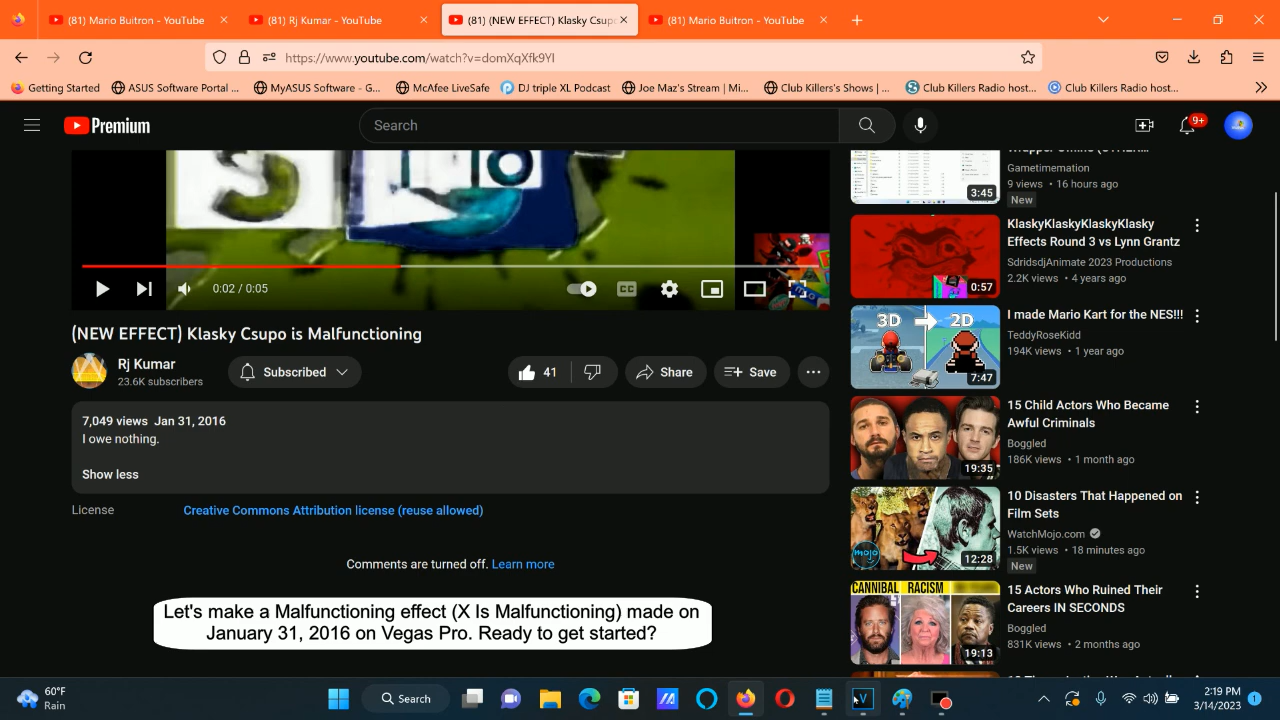 (81) Mario Buitron - YouTube
(81) Rj Kumar - YouTube
(81) (NEW EFFECT) Klasky Csupo
(81) Mario Buitron - YouTube
https://www.youtube.com/watch?v=domXqXfk9YI
Getting Started
ASUS Software Portal ...
MyASUS Software - G...
McAfee LiveSafe
DJ triple XL Podcast
Joe Maz's Stream | Mi...
Club Killers's Shows | ...
Club Killers Radio host...
Club Killers Radio host...
Premium
Search
9+
0:02 / 0:05
CC
(NEW EFFECT) Klasky Csupo is Malfunctioning
Rj Kumar
23.6K subscribers
Subscribed
41
Share
Save
7,049 views Jan 31, 2016
I owe nothing.
Show less
License
Creative Commons Attribution license (reuse allowed)
Comments are turned off. Learn more
Let's make a Malfunctioning effect (X Is Malfunctioning) made on
January 31, 2016 on Vegas Pro. Ready to get started?
3:45
Gametinemation
9 views • 16 hours ago
New
0:57
KlaskyKlaskyKlaskyKlasky
Effects Round 3 vs Lynn Grantz
SdridsdjAnimate 2023 Productions
2.2K views • 4 years ago
3D
2D
7:47
I made Mario Kart for the NES!!!
TeddyRoseKidd
194K views • 1 year ago
19:35
15 Child Actors Who Became
Awful Criminals
Boggled
186K views • 1 month ago
mojo
12:28
10 Disasters That Happened on
Film Sets
WatchMojo.com
1.5K views • 18 minutes ago
New
CANNIBAL RACISM
19:13
15 Actors Who Ruined Their
Careers IN SECONDS
Boggled
831K views • 2 months ago
60°F
Rain
Search
V
2:19 PM
3/14/2023
1